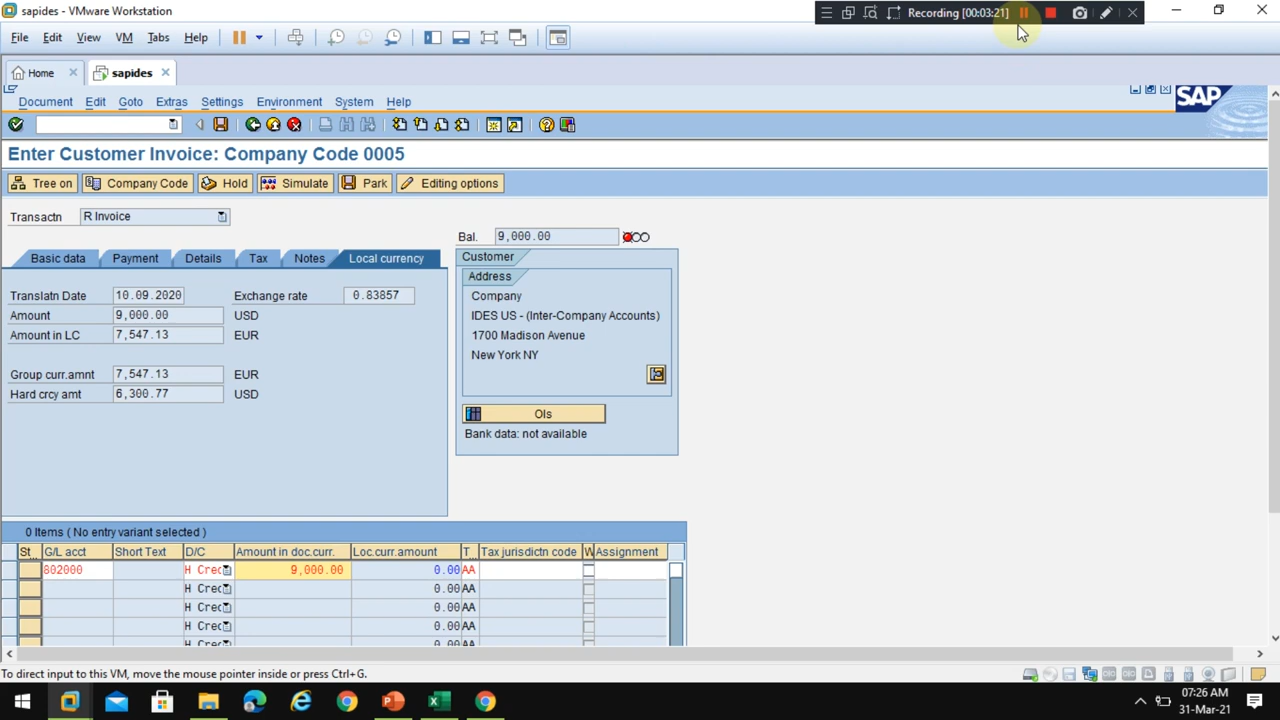 sapides - VMware Workstation
Recording [00:03:21]
File Edit View VM Tabs Help
Home sapides
Document Edit Goto Extras Settings Environment System Help
SAP
Enter Customer Invoice: Company Code 0005
Tree on Company Code Hold Simulate Park Editing options
Transactn R Invoice
Bal. 9,000.00
Basic data Payment Details Tax Notes Local currency
Customer
Address
Translatn Date 10.09.2020 Exchange rate 0.83857
Company
Amount 9,000.00 USD
IDES US - (Inter-Company Accounts)
Amount in LC 7,547.13 EUR
1700 Madison Avenue
New York NY
Group curr.amnt 7,547.13 EUR
Hard crcy amt 6,300.77 USD
OIs
Bank data: not available
0 Items ( No entry variant selected )
St... G/L acct Short Text D/C Amount in doc.curr. Loc.curr.amount T... Tax jurisdictn code W Assignment
802000 H Cred 9,000.00 0.00 AA
H Cred 0.00 AA
H Cred 0.00 AA
H Cred 0.00 AA
H Cred 0.00 AA
To direct input to this VM, move the mouse pointer inside or press Ctrl+G.
07:26 AM
31-Mar-21